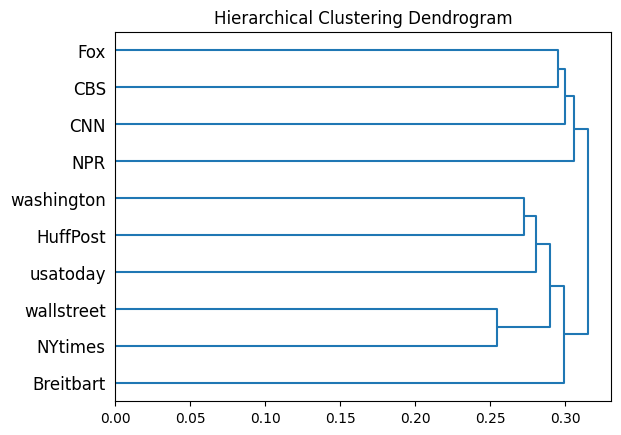 Hierarchical Clustering Dendrogram
Fox
CBS
CNN
NPR
washington
HuffPost
usatoday
wallstreet
NYtimes
Breitbart
0.00 0.05 0.10 0.15 0.20 0.25 0.30